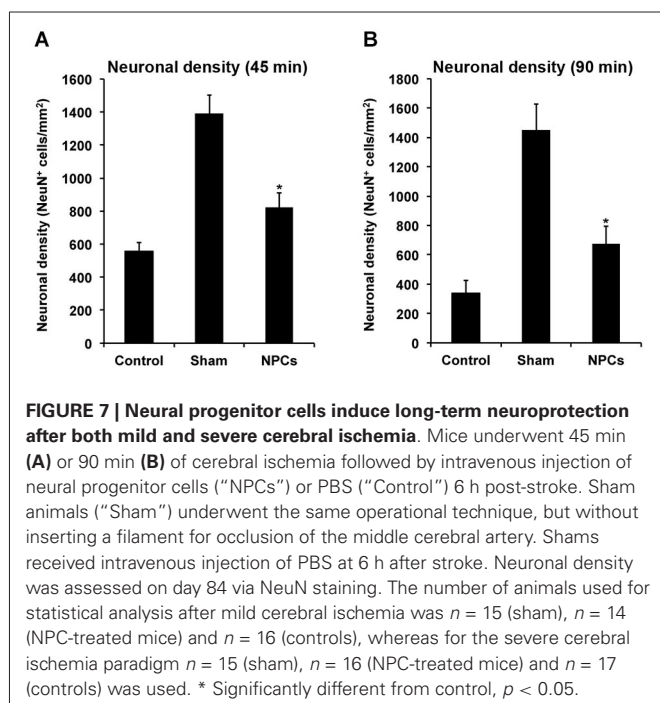 A
Neuronal density (45 min)
Neuronal density (NeuN⁺ cells/mm²)
1600
1400
1200
1000
800
600
400
200
0
*
Control Sham NPCs
B
Neuronal density (90 min)
Neuronal density (NeuN⁺ cells/mm²)
1800
1600
1400
1200
1000
800
600
400
200
0
*
Control Sham NPCs
FIGURE 7 | Neural progenitor cells induce long-term neuroprotection
after both mild and severe cerebral ischemia. Mice underwent 45 min
(A) or 90 min (B) of cerebral ischemia followed by intravenous injection of
neural progenitor cells (“NPCs”) or PBS (“Control”) 6 h post-stroke. Sham
animals (“Sham”) underwent the same operational technique, but without
inserting a filament for occlusion of the middle cerebral artery. Shams
received intravenous injection of PBS at 6 h after stroke. Neuronal density
was assessed on day 84 via NeuN staining. The number of animals used for
statistical analysis after mild cerebral ischemia was n = 15 (sham), n = 14
(NPC-treated mice) and n = 16 (controls), whereas for the severe cerebral
ischemia paradigm n = 15 (sham), n = 16 (NPC-treated mice) and n = 17
(controls) was used. * Significantly different from control, p < 0.05.